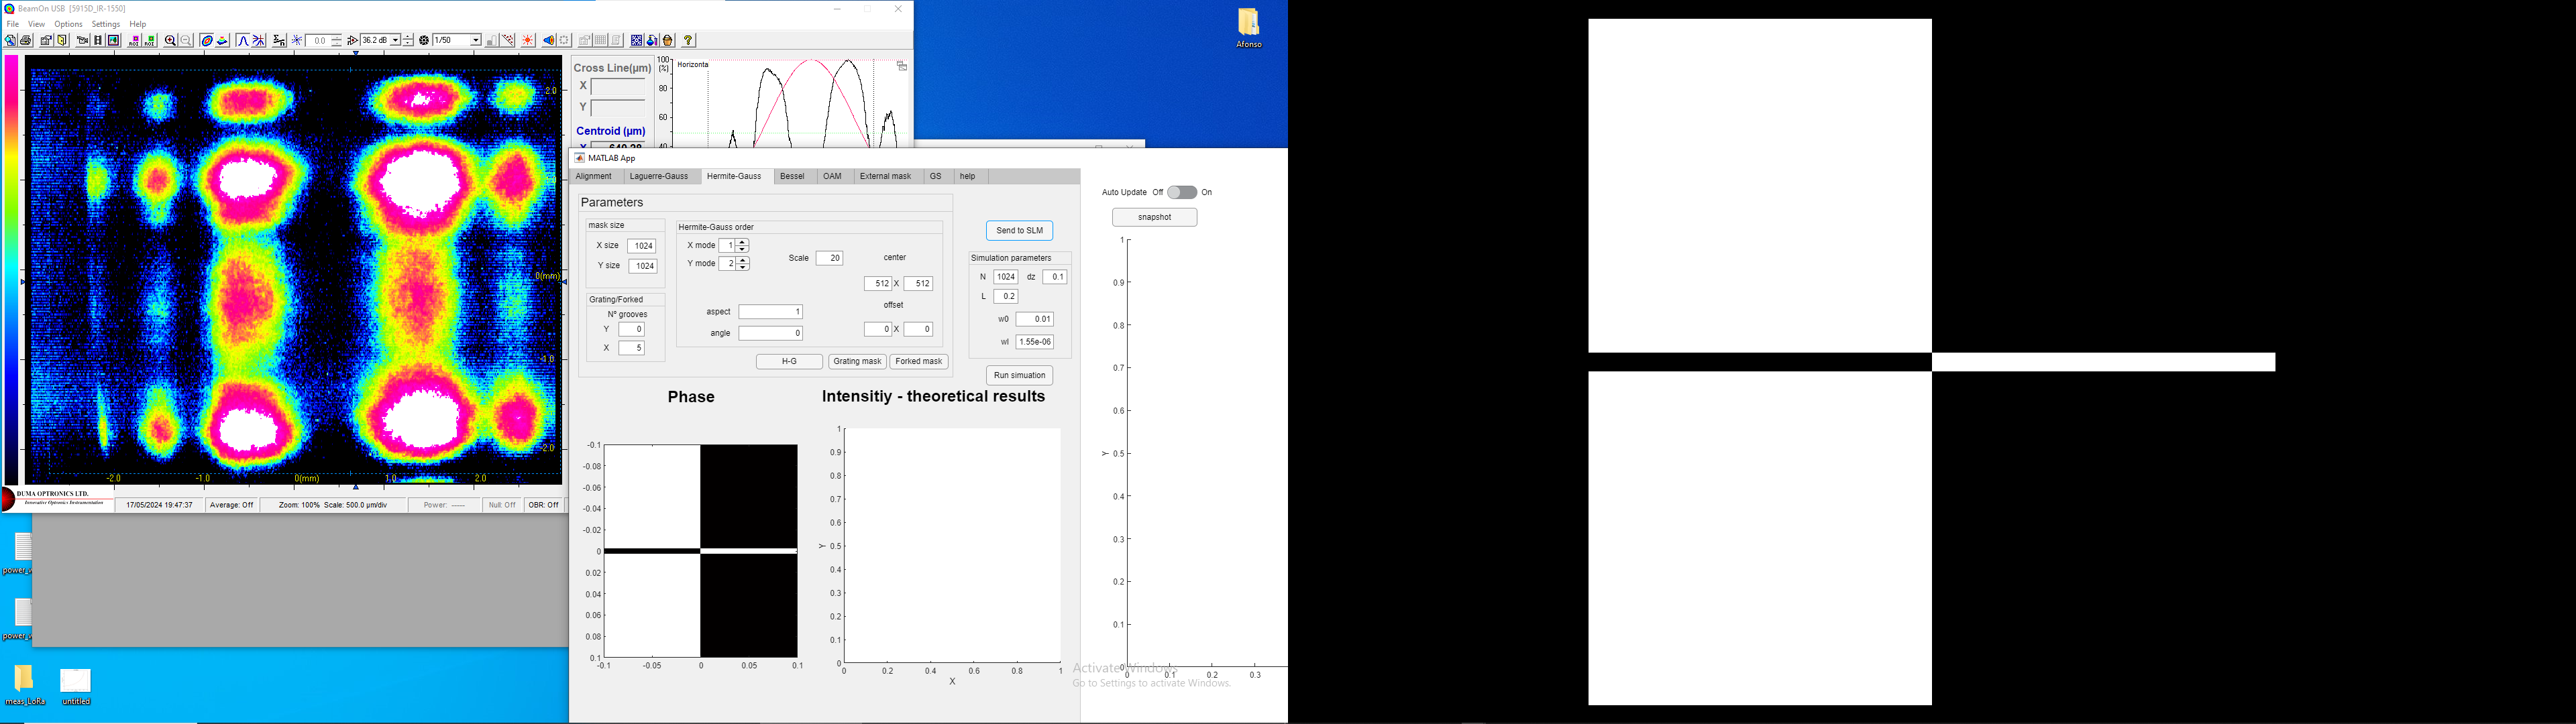 BeamOn USB [5915D_IR-1550]
File View Options Settings Help
0.0 36.2 dB 1/50
Afonso
Cross Line(µm)
X
Y
Centroid (µm)
Horizonta
100
(%)
80
60
2.0
0(mm)
-1.0
-2.0
-2.0 -1.0 0(mm) 1.0 2.0
DUMA OPTRONICS LTD.
Innovative Optronics Instrumentation
17/05/2024 19:47:37 Average: Off Zoom: 100% Scale: 500.0 µm/div Power: ------ Null: Off OBR: Off
MATLAB App
Alignment Laguerre-Gauss Hermite-Gauss Bessel OAM External mask GS help
Parameters
mask size
X size 1024
Y size 1024
Grating/Forked
Nº grooves
Y 0
X 5
Hermite-Gauss order
X mode 1
Y mode 2
Scale 20
center
512 X 512
offset
0 X 0
aspect 1
angle 0
H-G Grating mask Forked mask
Send to SLM
Simulation parameters
N 1024 dz 0.1
L 0.2
w0 0.01
wl 1.55e-06
Run simuation
Auto Update Off On
snapshot
Phase
-0.1
-0.08
-0.06
-0.04
-0.02
0
0.02
0.04
0.06
0.08
0.1
-0.1 -0.05 0 0.05 0.1
Intensitiy - theoretical results
1
0.9
0.8
0.7
0.6
0.5
0.4
0.3
0.2
0.1
0
Y
0 0.2 0.4 0.6 0.8 1
X
1
0.9
0.8
0.7
0.6
0.5
0.4
0.3
0.2
0.1
0
Y
0 0.1 0.2 0.3
Activate Windows
Go to Settings to activate Windows.
meas_LoRa
untitled